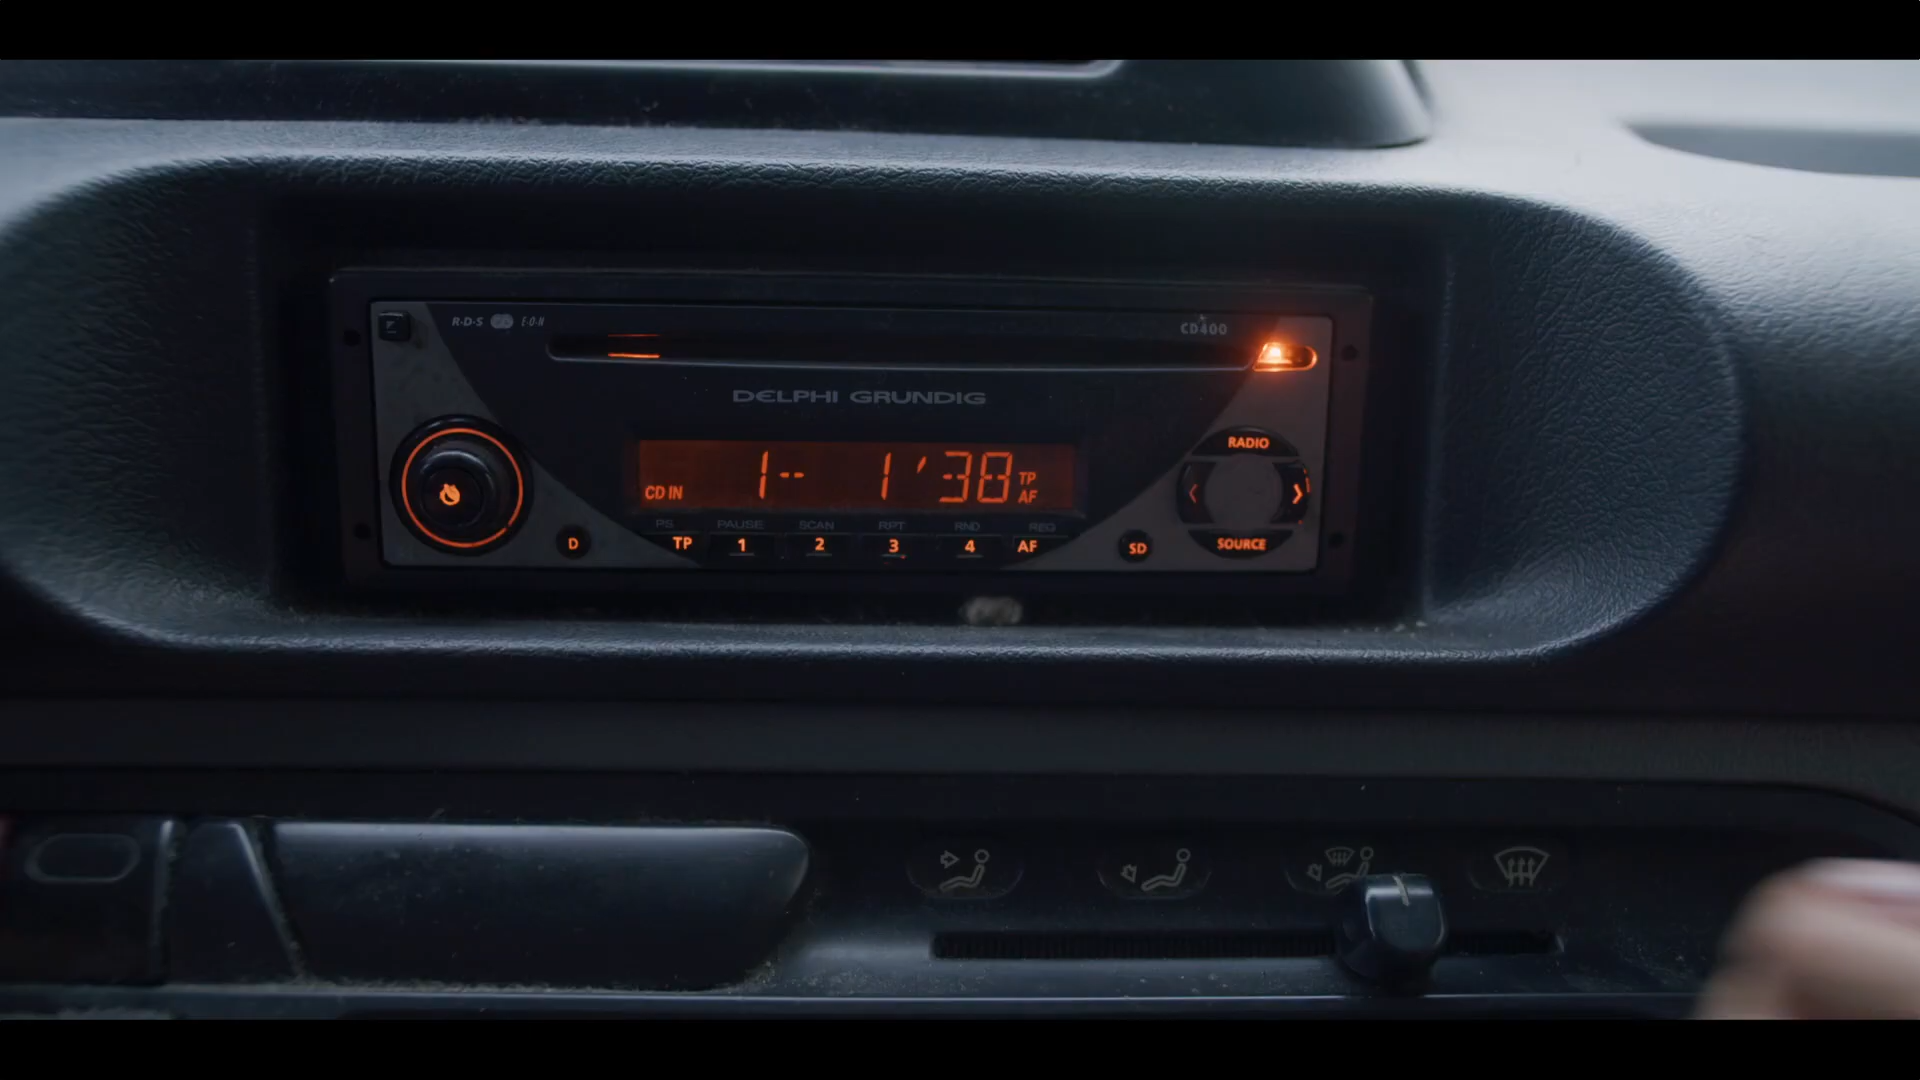 R·D·S E·O·N
CD400
DELPHI GRUNDIG
RADIO
CD IN 1-- 1'38 TP AF
PS PAUSE SCAN RPT RND REG
D TP 1 2 3 4 AF SD SOURCE